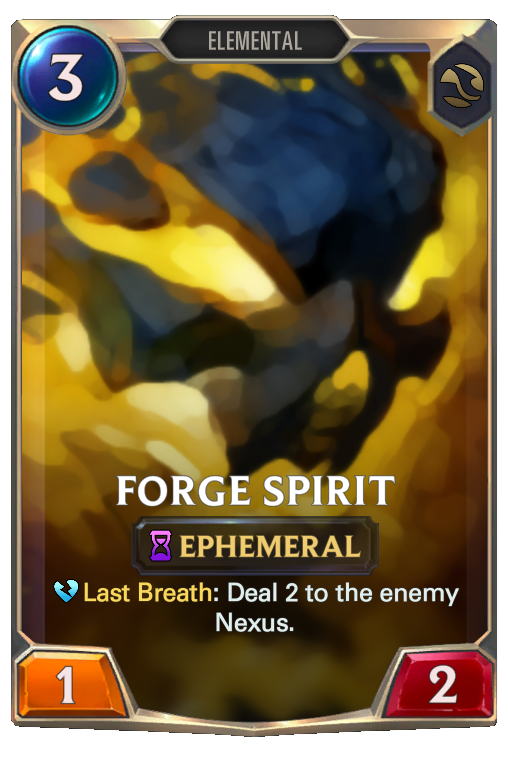 3
ELEMENTAL
FORGE SPIRIT
EPHEMERAL
Last Breath: Deal 2 to the enemy
Nexus.
1
2